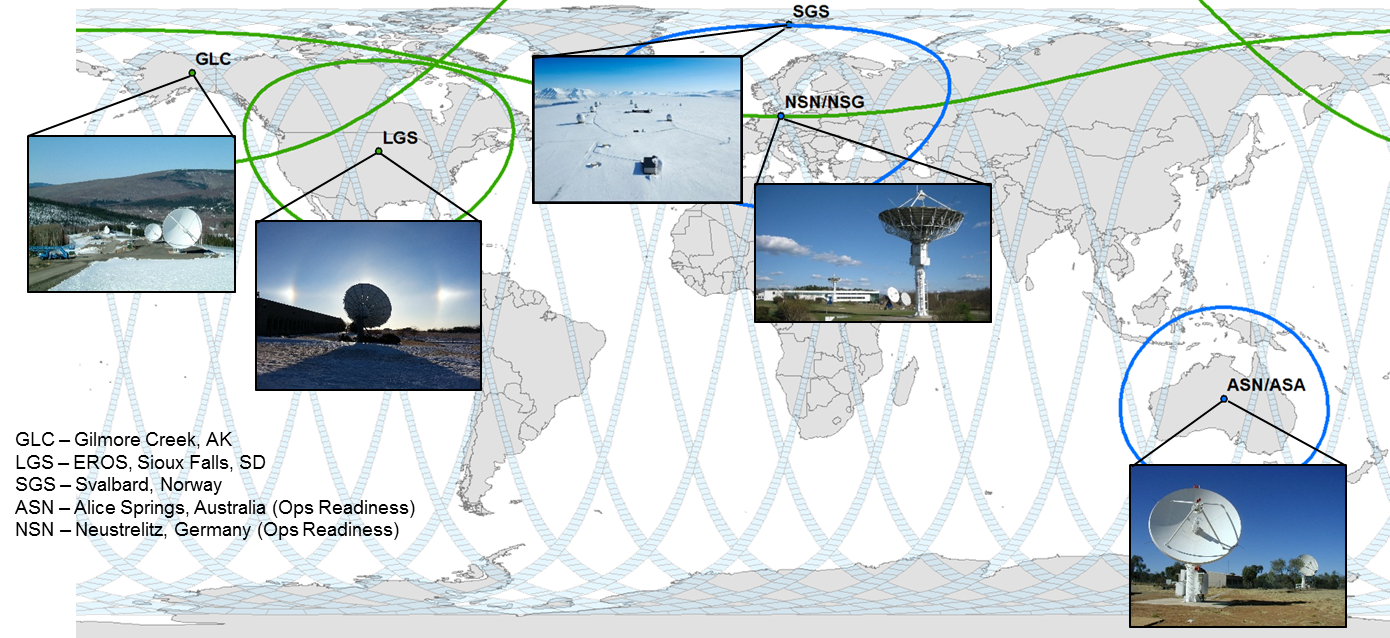 SGS
GLC
NSN/NSG
LGS
ASN/ASA
GLC – Gilmore Creek, AK
LGS – EROS, Sioux Falls, SD
SGS – Svalbard, Norway
ASN – Alice Springs, Australia (Ops Readiness)
NSN – Neustrelitz, Germany (Ops Readiness)